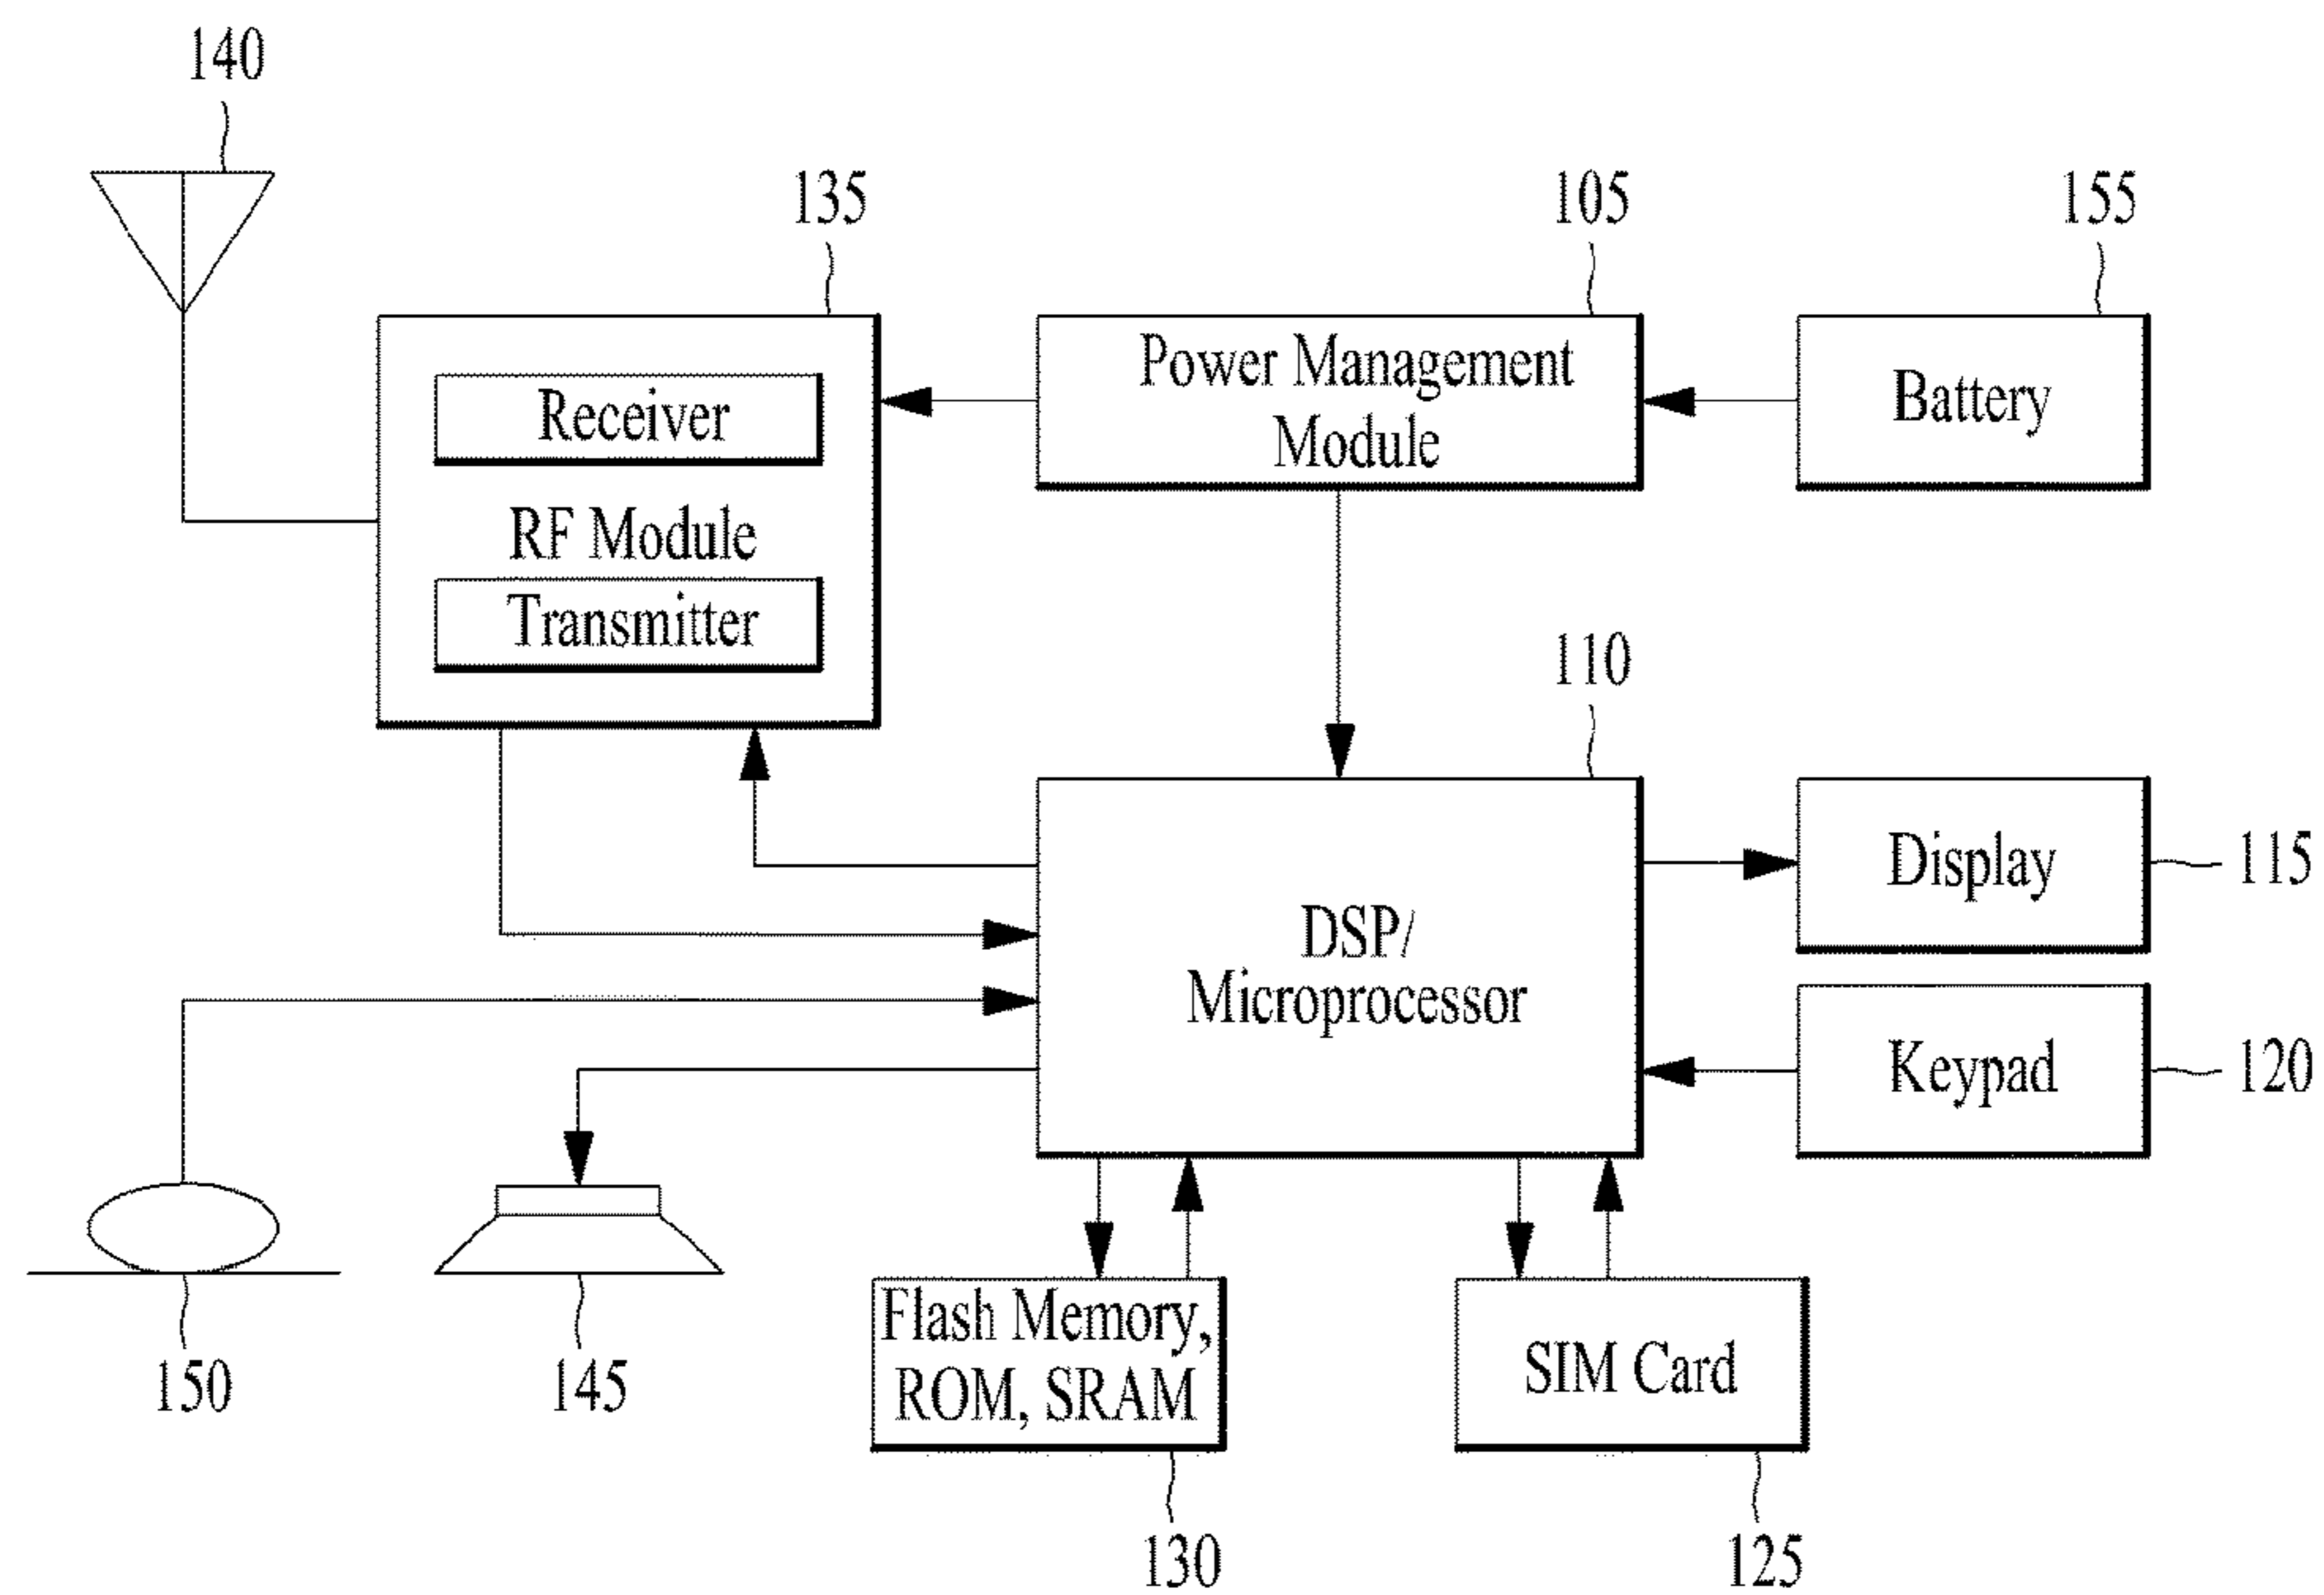 140
135
105
155
Receiver
RF Module
Transmitter
Power Management
Module
Battery
110
DSP/
Microprocessor
Display
115
Keypad
120
150
145
Flash Memory,
ROM, SRAM
SIM Card
130
125